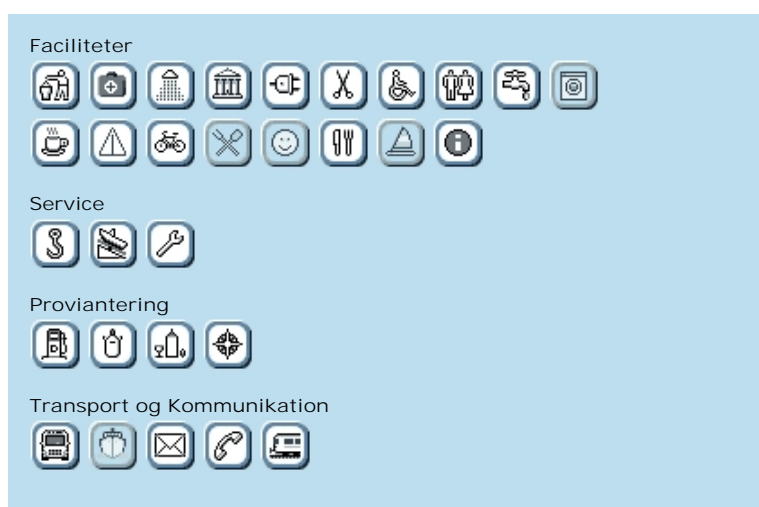 Faciliteter
Service
Proviantering
Transport og Kommunikation